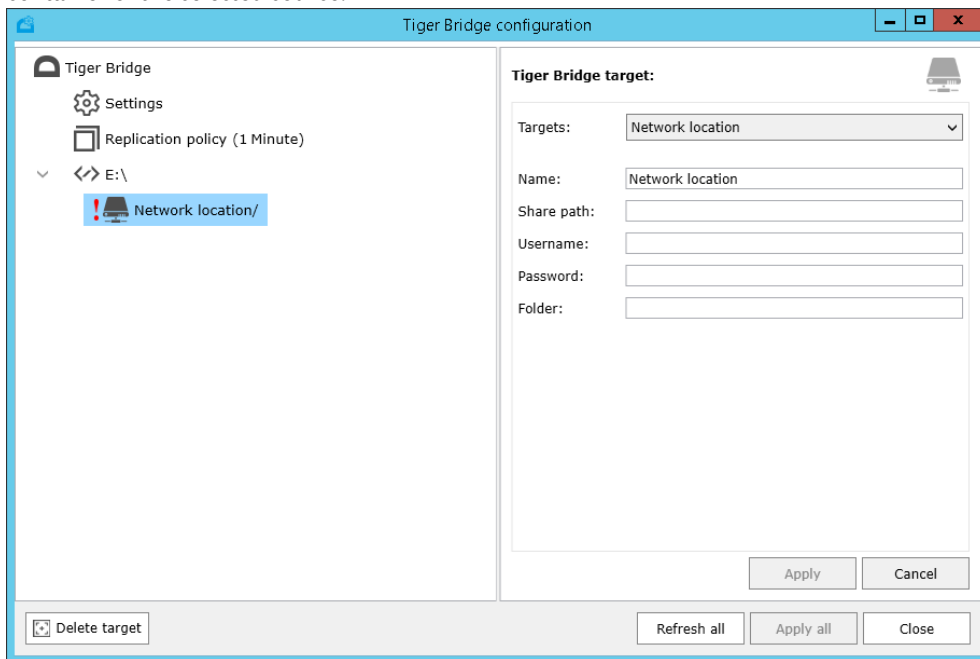 Tiger Bridge configuration
Tiger Bridge
Settings
Replication policy (1 Minute)
E:\
Network location/
Tiger Bridge target:
Targets: Network location
Name: Network location
Share path:
Username:
Password:
Folder:
Apply Cancel
Delete target Refresh all Apply all Close